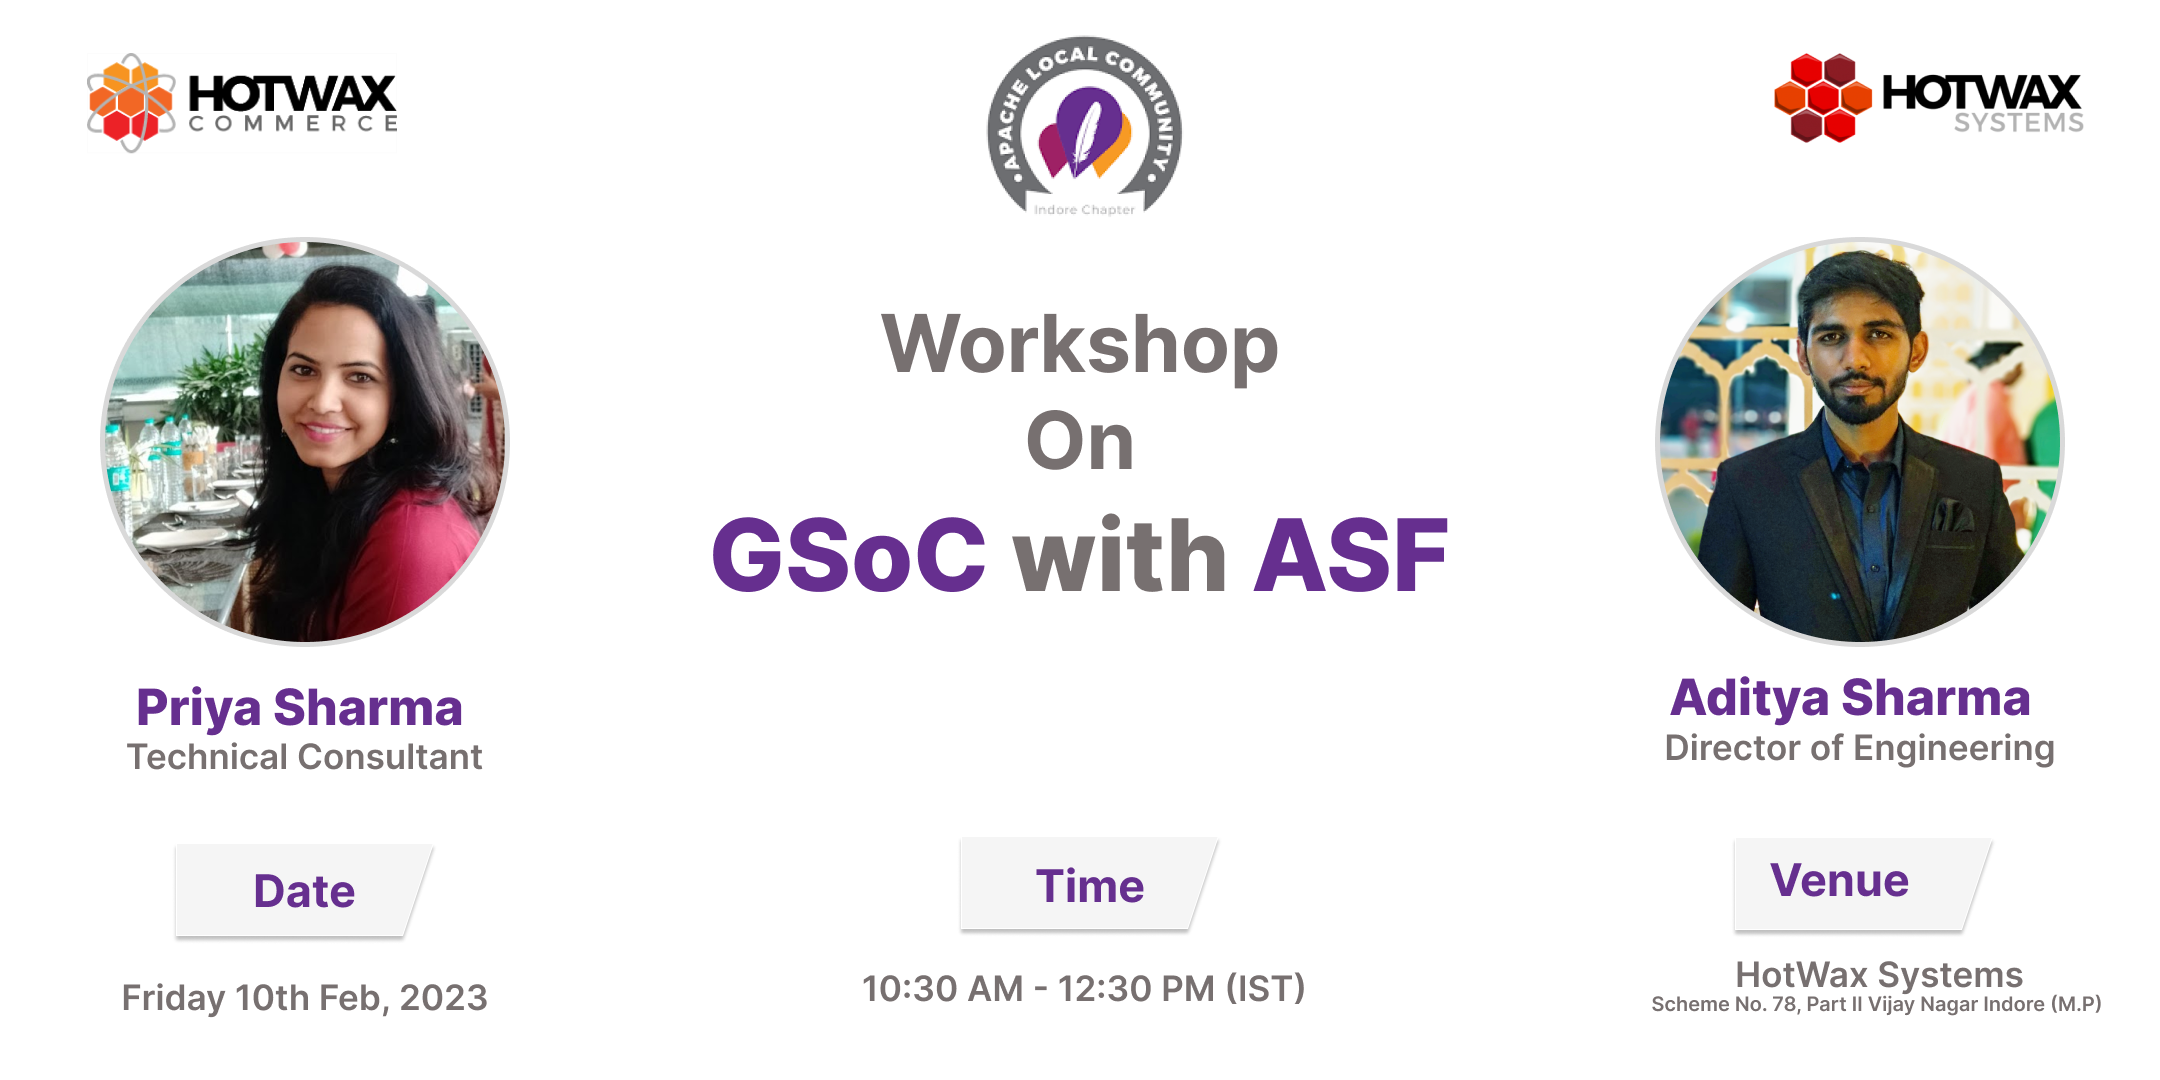 HOTWAX
COMMERCE
• APACHE LOCAL COMMUNITY •
Indore Chapter
HOTWAX
SYSTEMS
Workshop
On
GSoC with ASF
Priya Sharma
Technical Consultant
Aditya Sharma
Director of Engineering
Date
Friday 10th Feb, 2023
Time
10:30 AM - 12:30 PM (IST)
Venue
HotWax Systems
Scheme No. 78, Part II Vijay Nagar Indore (M.P)